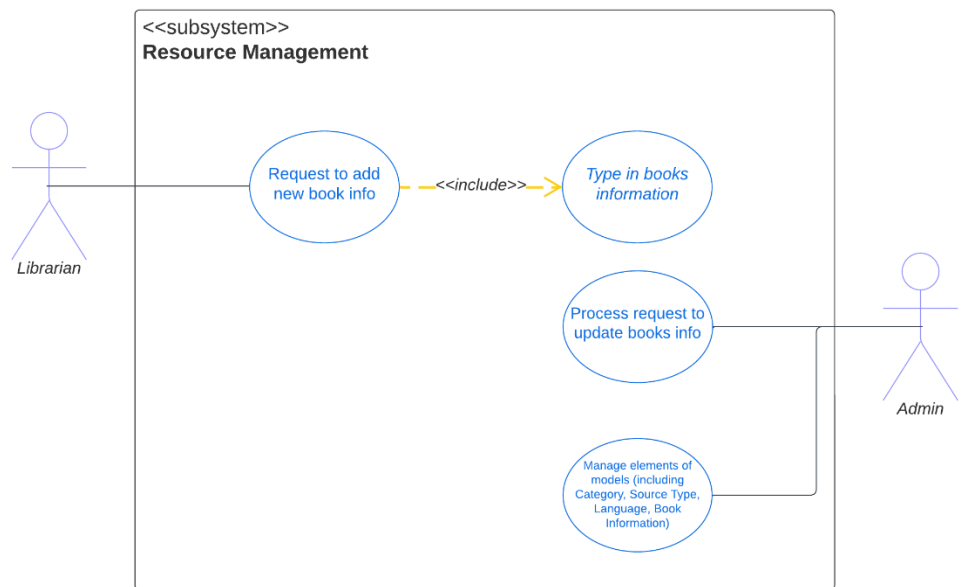 <<subsystem>>
Resource Management
Request to add
new book info
<<include>>
Type in books
information
Librarian
Process request to
update books info
Admin
Manage elements of
models (including
Category, Source Type,
Language, Book
Information)